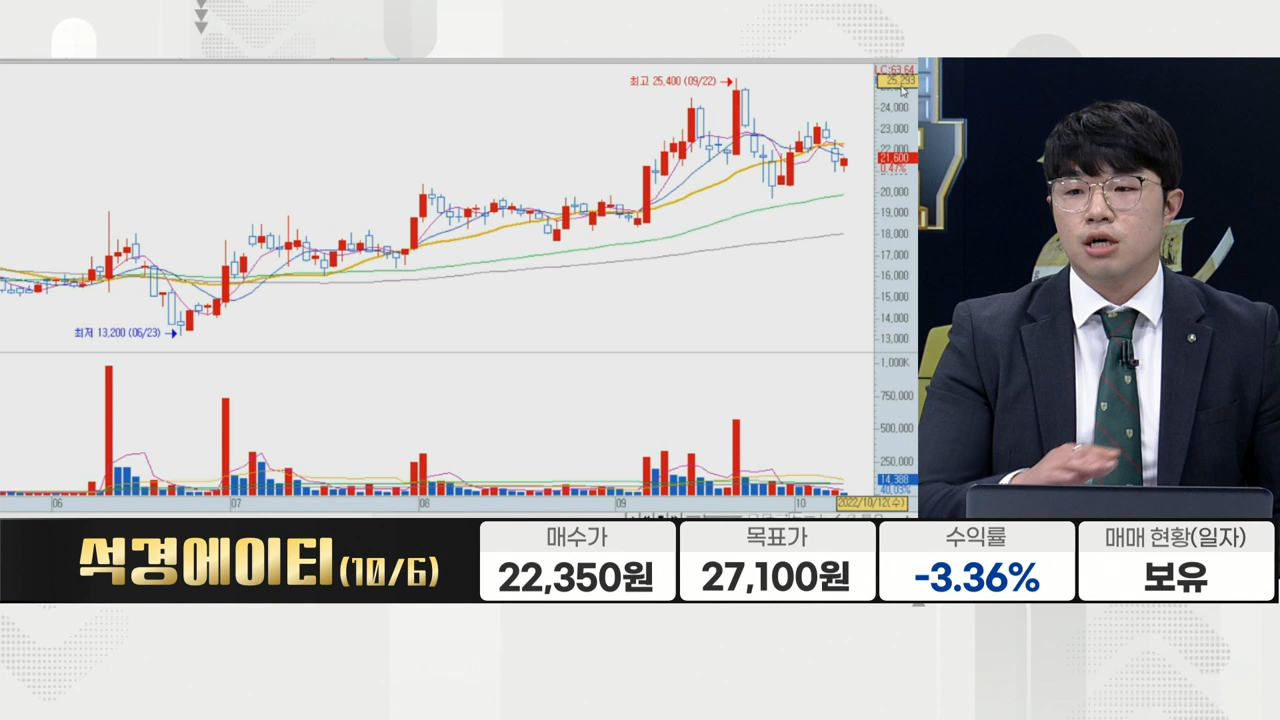 최고 25,400 (09/22)
LC:63.64
25,293
24,000
23,000
22,000
21,600
0.47%
20,000
19,000
18,000
17,000
16,000
15,000
14,000
13,000
최저 13,200 (06/23)
1,000K
750,000
500,000
250,000
14,388
40.03%
06
07
08
09
10
2022/10/12(수)
7
석경에이티(10/6)
매수가
22,350원
목표가
27,100원
수익률
-3.36%
매매 현황(일자)
보유